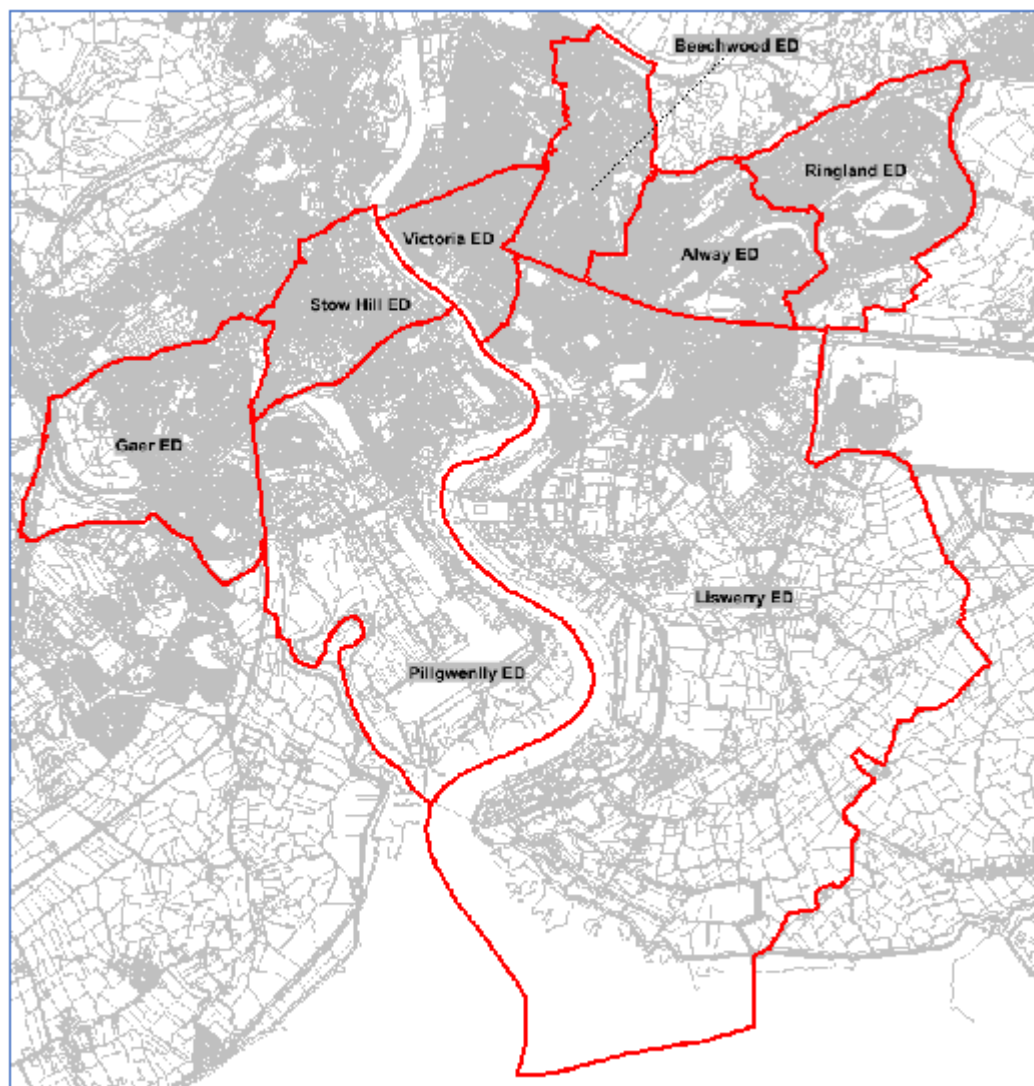 Beechwood ED
Ringland ED
Victoria ED
Alway ED
Stow Hill ED
Gaer ED
Liswerry ED
Pillgwenlly ED